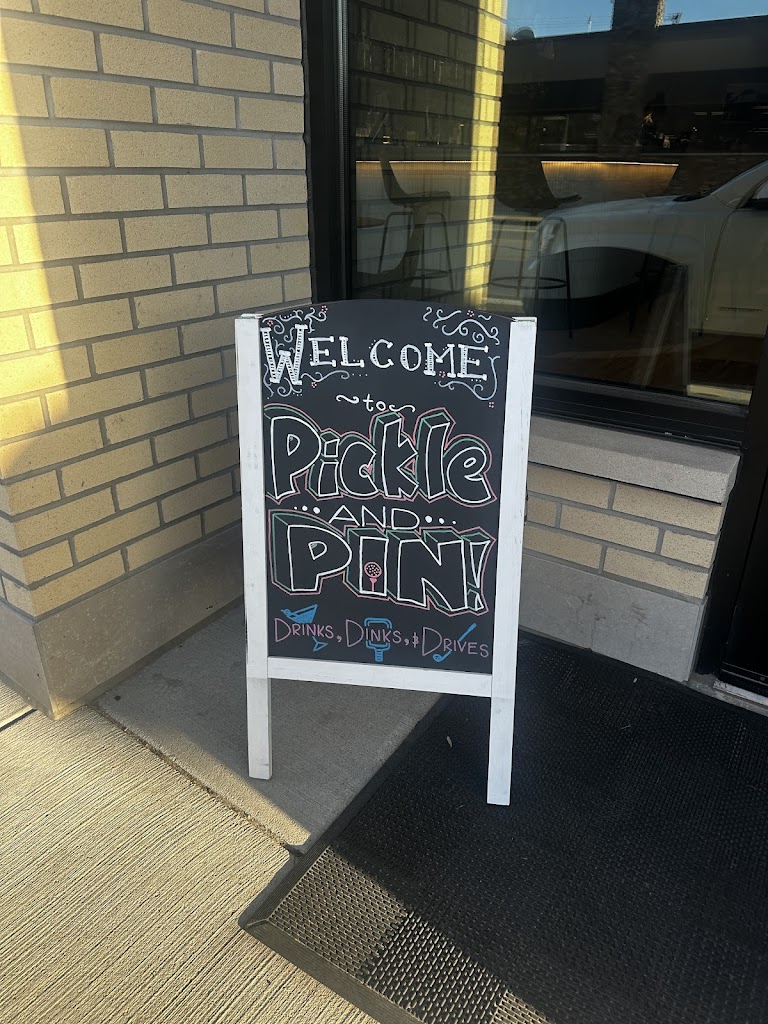 WELCOME
to
Pickle
...AND...
PIN!
DRINKS, DINKS, & DRIVES